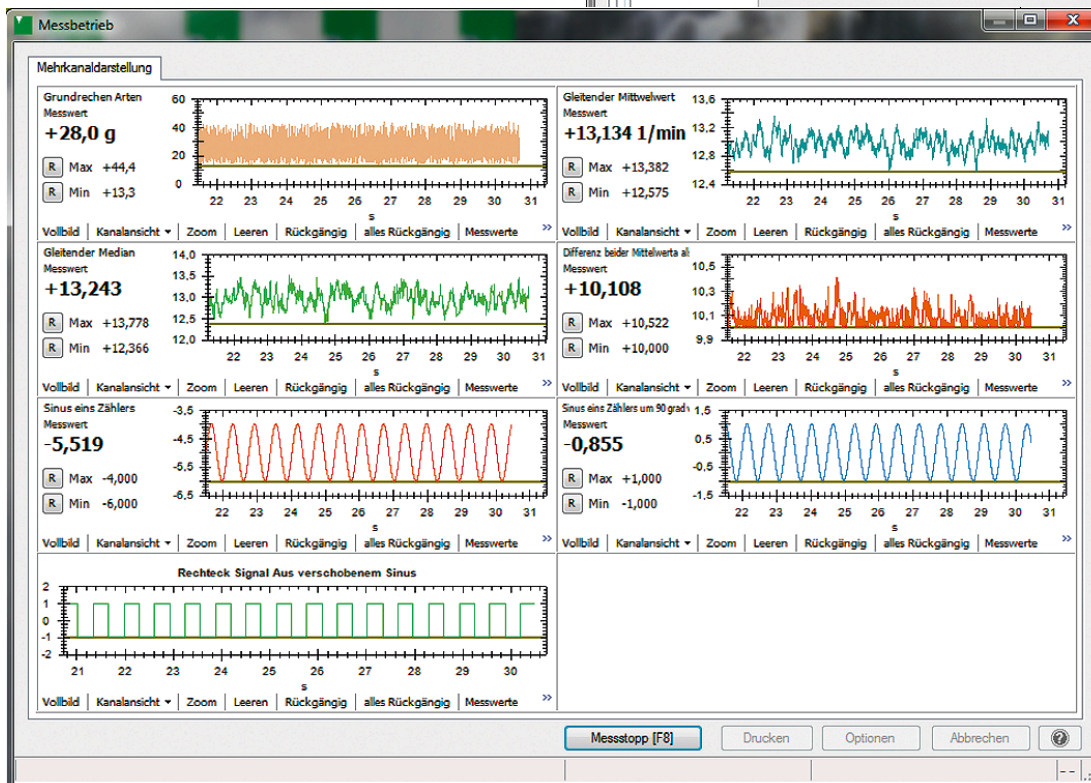 Messbetrieb
Mehrkanaldarstellung
Grundrechen Arten
Messwert
+28,0 g
R Max +44,4
R Min +13,3
60
40
20
0
22 23 24 25 26 27 28 29 30 31
s
Vollbild Kanalansicht Zoom Leeren Rückgängig alles Rückgängig Messwerte »
Gleitender Mittwelwert
Messwert
+13,134 1/min
R Max +13,382
R Min +12,575
13,6
13,2
12,8
12,4
22 23 24 25 26 27 28 29 30 31
s
Vollbild Kanalansicht Zoom Leeren Rückgängig alles Rückgängig Messwerte »
Gleitender Median
Messwert
+13,243
R Max +13,778
R Min +12,366
14,0
13,5
13,0
12,5
12,0
22 23 24 25 26 27 28 29 30 31
s
Vollbild Kanalansicht Zoom Leeren Rückgängig alles Rückgängig Messwerte »
Differenz beider Mittelwerta al
Messwert
+10,108
R Max +10,522
R Min +10,000
10,5
10,3
10,1
9,9
22 23 24 25 26 27 28 29 30 31
s
Vollbild Kanalansicht Zoom Leeren Rückgängig alles Rückgängig Messwerte »
Sinus eins Zählers
Messwert
-5,519
R Max -4,000
R Min -6,000
-3,5
-4,5
-5,5
-6,5
22 23 24 25 26 27 28 29 30 31
s
Vollbild Kanalansicht Zoom Leeren Rückgängig alles Rückgängig Messwerte »
Sinus eins Zählers um 90 grad
Messwert
-0,855
R Max +1,000
R Min -1,000
1,5
0,5
-0,5
-1,5
22 23 24 25 26 27 28 29 30 31
s
Vollbild Kanalansicht Zoom Leeren Rückgängig alles Rückgängig Messwerte »
Rechteck Signal Aus verschobenem Sinus
2
1
0
-1
-2
21 22 23 24 25 26 27 28 29 30
s
Vollbild Kanalansicht Zoom Leeren Rückgängig alles Rückgängig Messwerte »
Messstopp [F8] Drucken Optionen Abbrechen ?
--